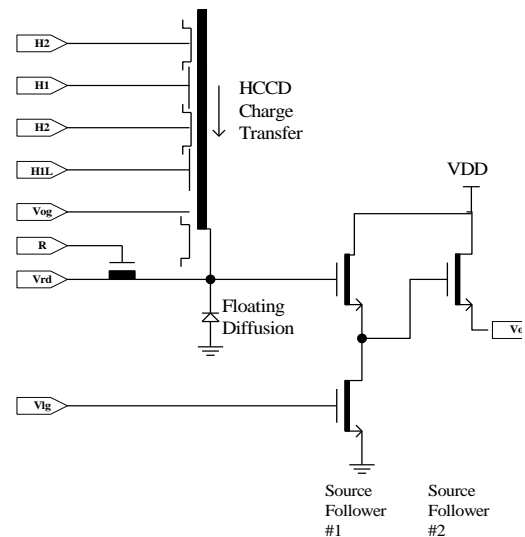 H2
H1
H2
H1L
Vog
R
Vrd
Vlg
HCCD
Charge
Transfer
VDD
Floating
Diffusion
Source
Follower
#1
Source
Follower
#2